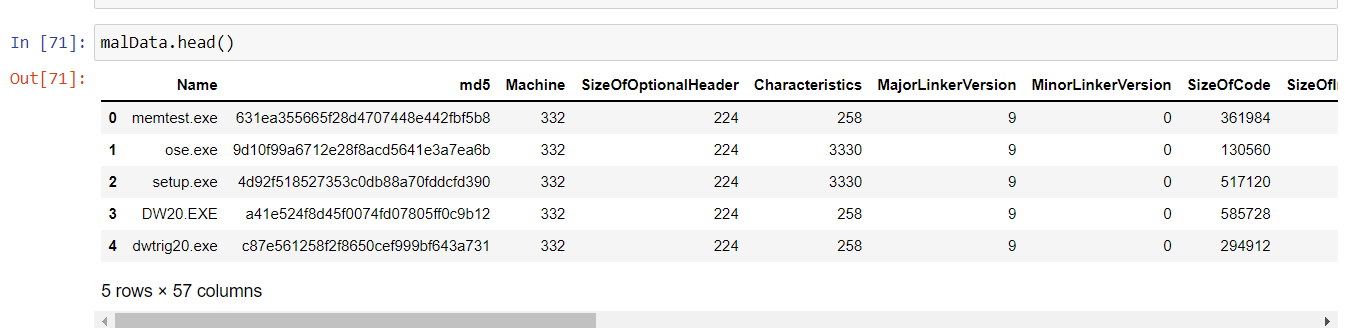 In [71]: malData.head()
Out[71]:
Name md5 Machine SizeOfOptionalHeader Characteristics MajorLinkerVersion MinorLinkerVersion SizeOfCode SizeOfI
0 memtest.exe 631ea355665f28d4707448e442fbf5b8 332 224 258 9 0 361984
1 ose.exe 9d10f99a6712e28f8acd5641e3a7ea6b 332 224 3330 9 0 130560
2 setup.exe 4d92f518527353c0db88a70fddcfd390 332 224 3330 9 0 517120
3 DW20.EXE a41e524f8d45f0074fd07805ff0c9b12 332 224 258 9 0 585728
4 dwtrig20.exe c87e561258f2f8650cef999bf643a731 332 224 258 9 0 294912
5 rows × 57 columns